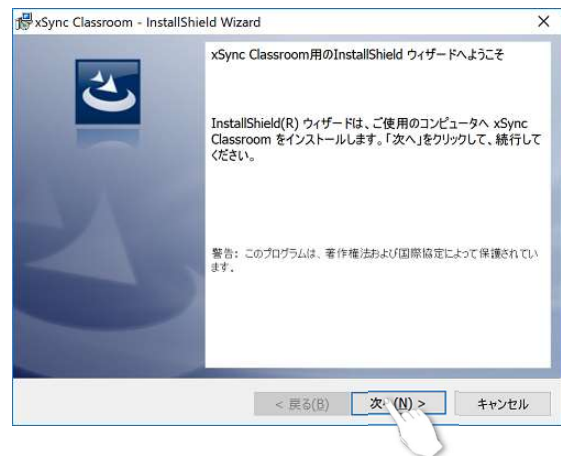 xSync Classroom - InstallShield Wizard
xSync Classroom用のInstallShield ウィザードへようこそ
InstallShield(R) ウィザードは、ご使用のコンピュータへ xSync
Classroom をインストールします。「次へ」をクリックして、続行して
ください。
警告: このプログラムは、著作権法および国際協定によって保護されてい
ます。
< 戻る(B) 次へ(N) > キャンセル